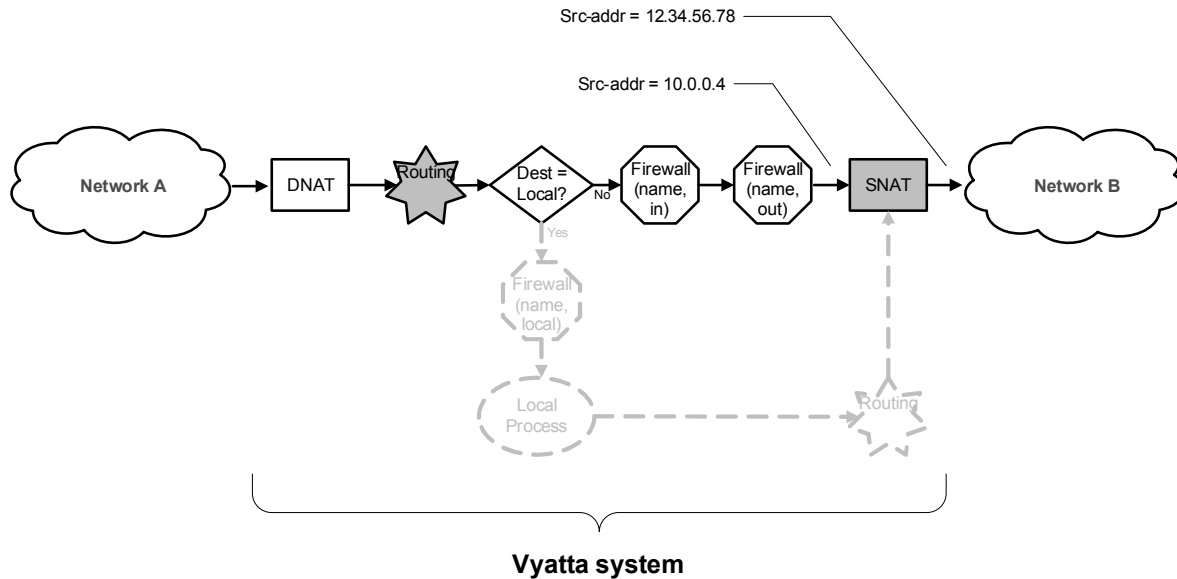 Src-addr = 12.34.56.78
Src-addr = 10.0.0.4
Network A
DNAT
Routing
Dest =
Local?
No
Firewall
(name,
in)
Firewall
(name,
out)
SNAT
Network B
Yes
Firewall
(name,
local)
Local
Process
Routing
Vyatta system